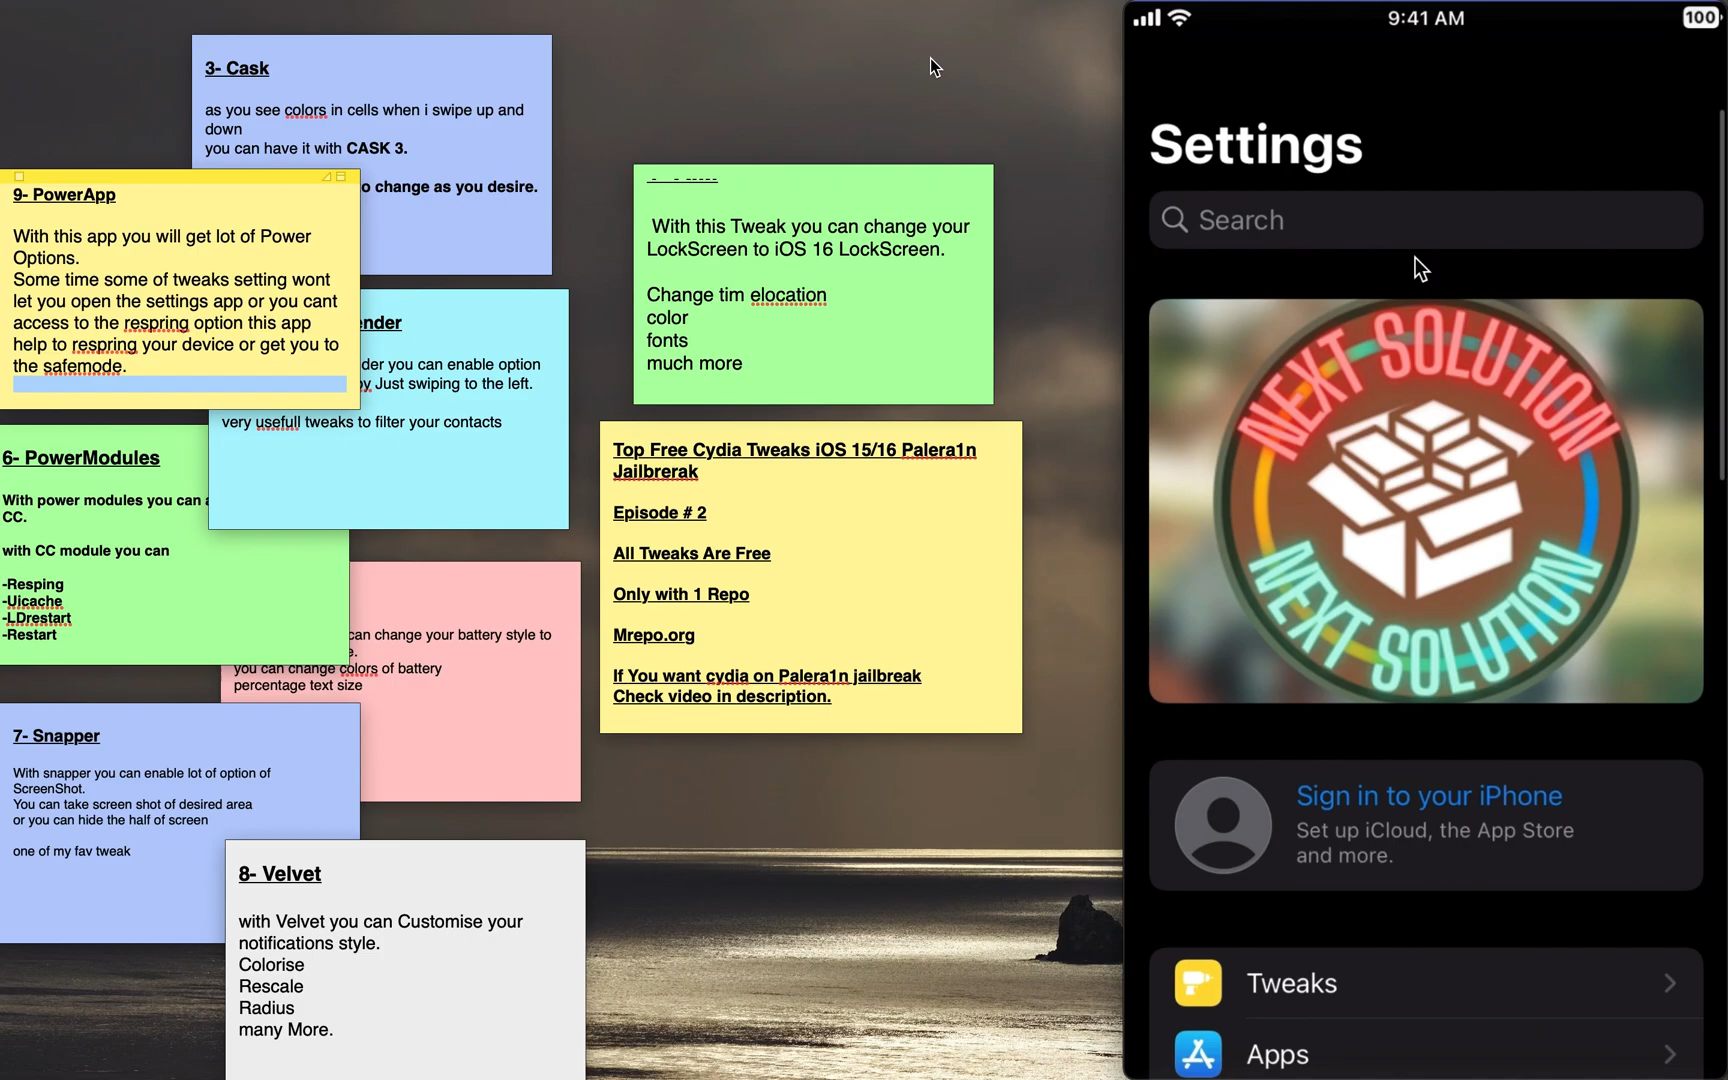 3- Cask
as you see colors in cells when i swipe up and
down
you can have it with CASK 3.
o change as you desire.
9- PowerApp
With this app you will get lot of Power
Options.
Some time some of tweaks setting wont
let you open the settings app or you cant
access to the respring option this app
help to respring your device or get you to
the safemode.
ender
der you can enable option
by Just swiping to the left.
very usefull tweaks to filter your contacts
6- PowerModules
With power modules you can a
CC.
with CC module you can
-Resping
-Uicache
-LDrestart
-Restart
can change your battery style to
e.
you can change colors of battery
percentage text size
7- Snapper
With snapper you can enable lot of option of
ScreenShot.
You can take screen shot of desired area
or you can hide the half of screen
one of my fav tweak
8- Velvet
with Velvet you can Customise your
notifications style.
Colorise
Rescale
Radius
many More.
With this Tweak you can change your
LockScreen to iOS 16 LockScreen.
Change tim elocation
color
fonts
much more
Top Free Cydia Tweaks iOS 15/16 Palera1n
Jailbrerak
Episode # 2
All Tweaks Are Free
Only with 1 Repo
Mrepo.org
If You want cydia on Palera1n jailbreak
Check video in description.
9:41 AM
100
Settings
Search
NEXT SOLUTION
NEXT SOLUTION
Sign in to your iPhone
Set up iCloud, the App Store
and more.
Tweaks
Apps